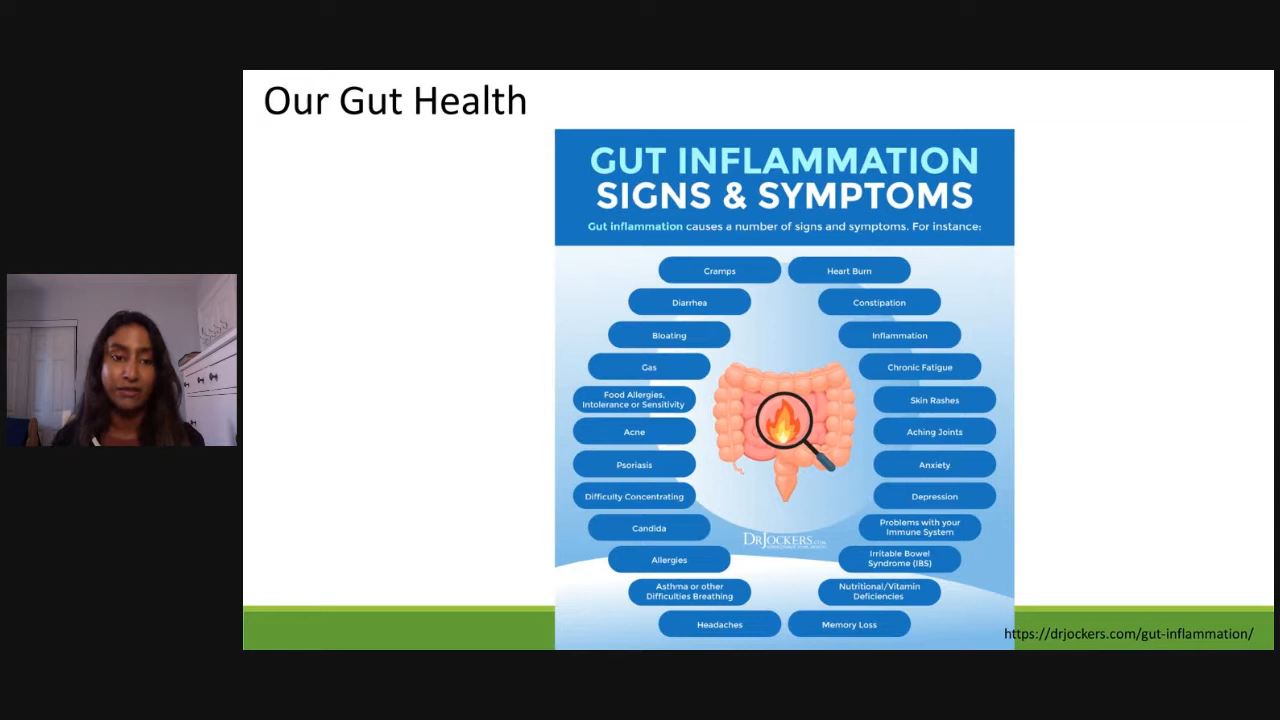 Our Gut Health
GUT INFLAMMATION
SIGNS & SYMPTOMS
Gut inflammation causes a number of signs and symptoms. For instance:
Cramps
Heart Burn
Diarrhea
Constipation
Bloating
Inflammation
Gas
Chronic Fatigue
Food Allergies,
Intolerance or Sensitivity
Skin Rashes
Acne
Aching Joints
Psoriasis
Anxiety
Difficulty Concentrating
Depression
Candida
Problems with your
Immune System
DRJOCKERS.COM
Allergies
Irritable Bowel
Syndrome (IBS)
Asthma or other
Difficulties Breathing
Nutritional/Vitamin
Deficiencies
Headaches
Memory Loss
https://drjockers.com/gut-inflammation/